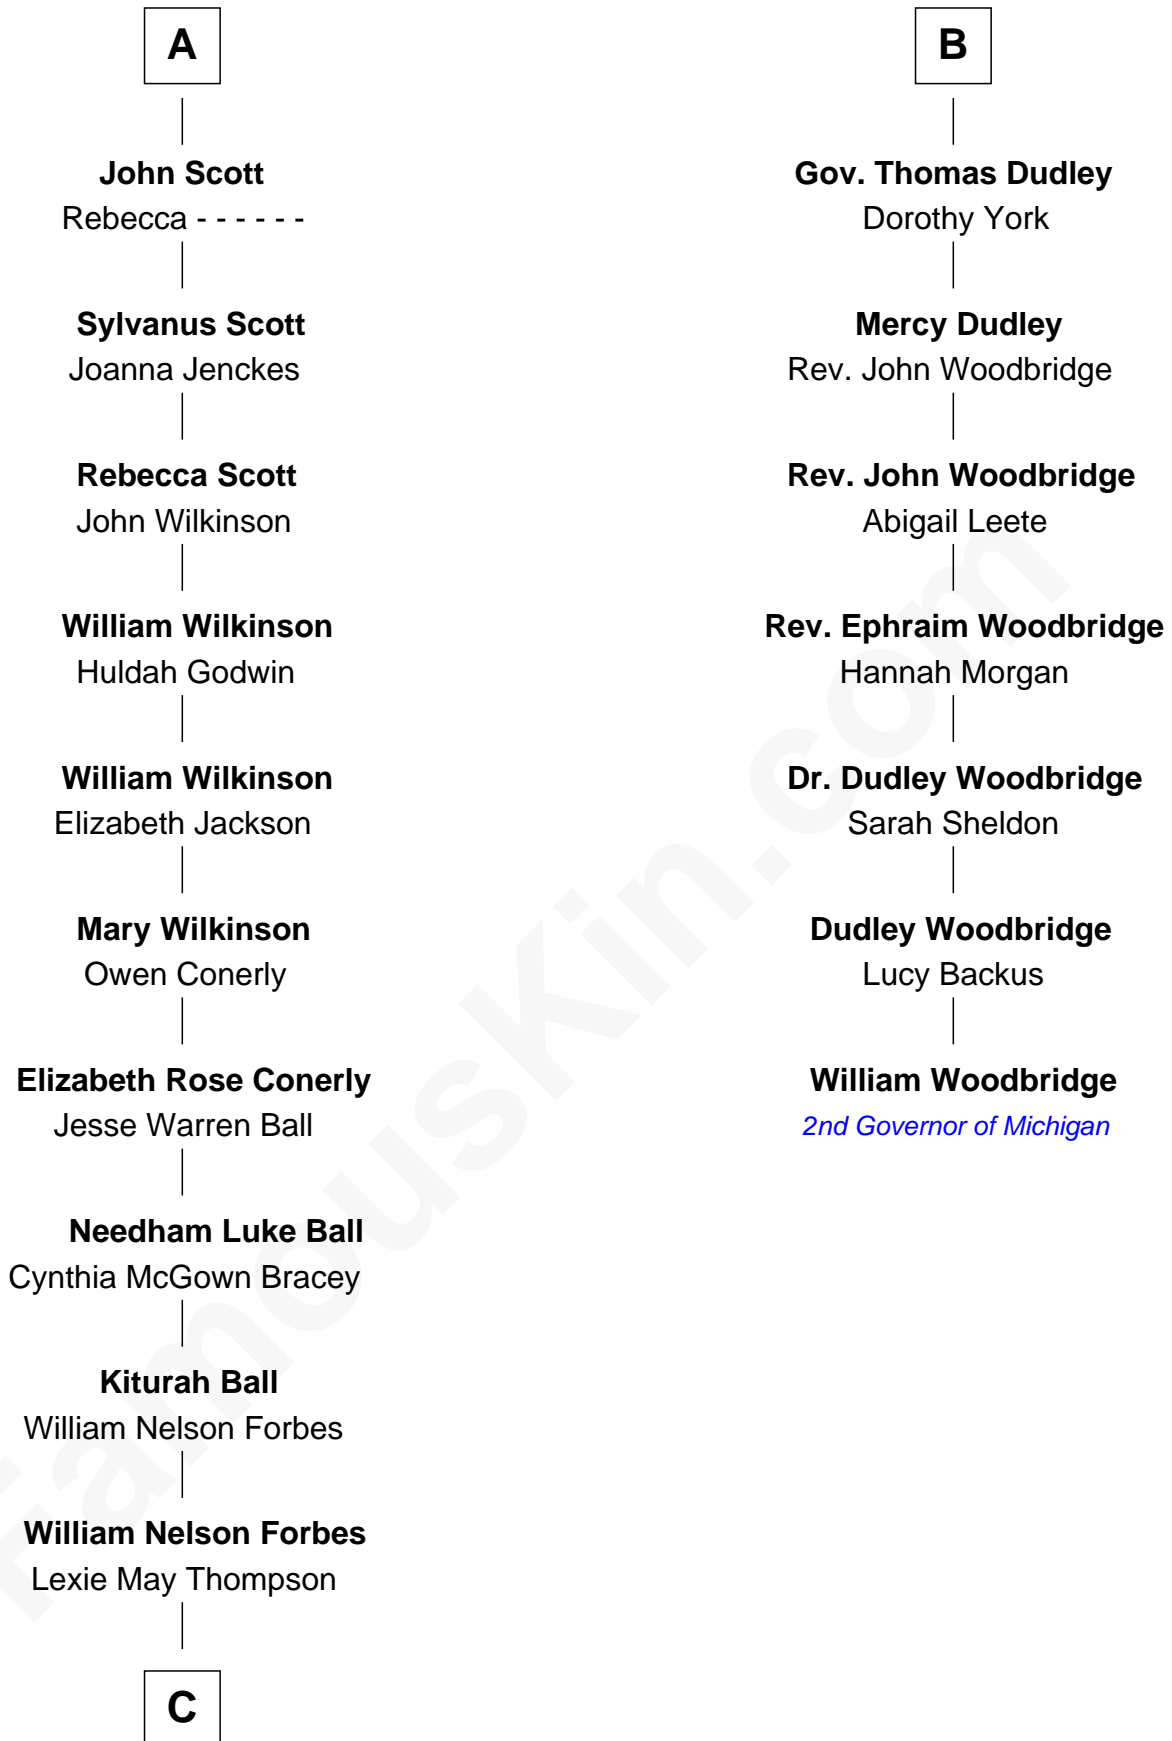 A
John Scott
Rebecca - - - - - -
Sylvanus Scott
Joanna Jenckes
Rebecca Scott
John Wilkinson
William Wilkinson
Huldah Godwin
William Wilkinson
Elizabeth Jackson
Mary Wilkinson
Owen Conerly
Elizabeth Rose Conerly
Jesse Warren Ball
Needham Luke Ball
Cynthia McGown Bracey
Kiturah Ball
William Nelson Forbes
William Nelson Forbes
Lexie May Thompson
C
B
Gov. Thomas Dudley
Dorothy York
Mercy Dudley
Rev. John Woodbridge
Rev. John Woodbridge
Abigail Leete
Rev. Ephraim Woodbridge
Hannah Morgan
Dr. Dudley Woodbridge
Sarah Sheldon
Dudley Woodbridge
Lucy Backus
William Woodbridge
2nd Governor of Michigan
FamousKin.com